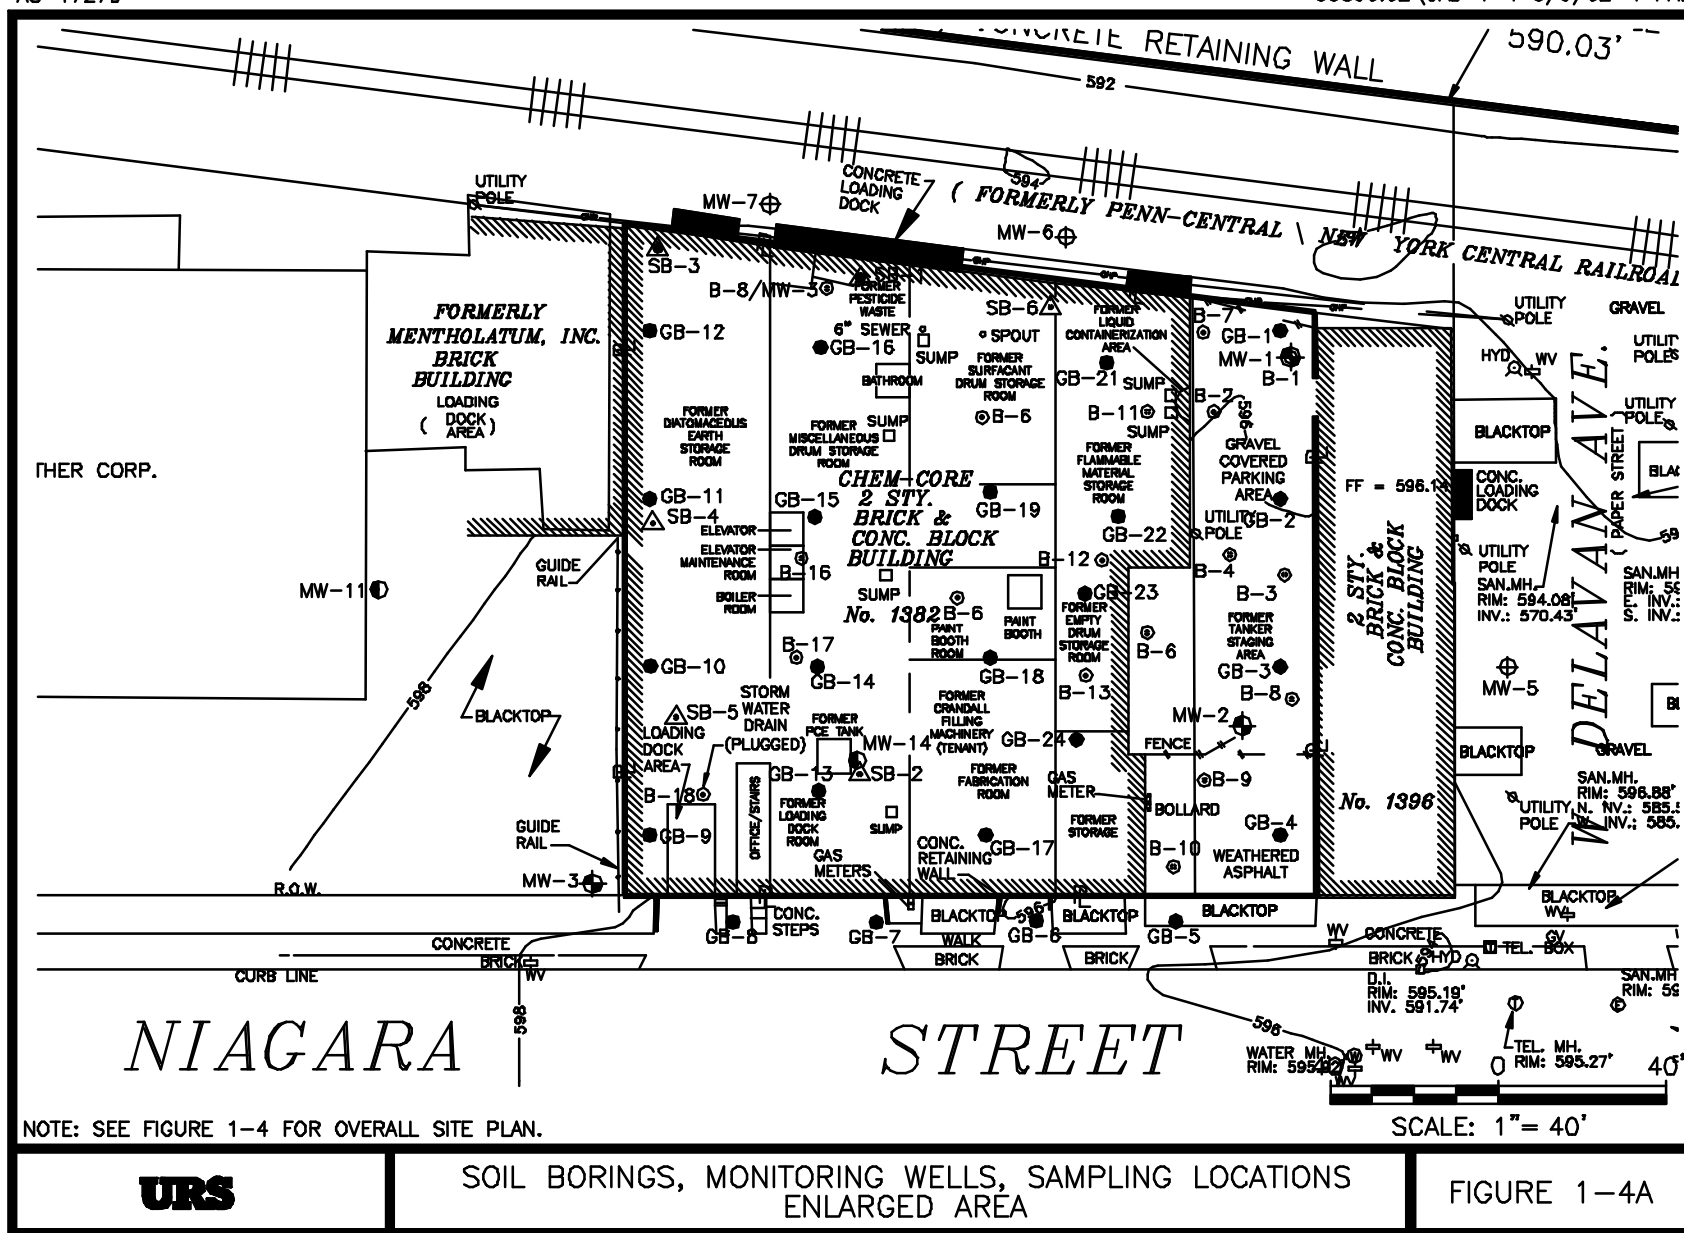 CONCRETE RETAINING WALL
590.03'
592
594
UTILITY
POLE
MW-7
CONCRETE
LOADING
DOCK
( FORMERLY PENN-CENTRAL \ NEW YORK CENTRAL RAILROAD
MW-6
SB-3
B-8/MW-3
FORMER
PESTICIDE
WASTE
6" SEWER
SUMP
SB-6
SPOUT
FORMER
LIQUID
CONTAINERIZATION
AREA
B-7
GB-1
MW-1
B-1
UTILITY
POLE
GRAVEL
HYD
WV
UTILITY
POLE
FORMERLY
MENTHOLATUM, INC.
BRICK
BUILDING
LOADING
( DOCK )
AREA
GB-12
GB-16
BATHROOM
FORMER
SURFACANT
DRUM STORAGE
ROOM
GB-21
SUMP
B-11
SUMP
B-2
596
UTILITY
POLE
BLACKTOP
FORMER
DIATOMACEOUS
EARTH
STORAGE
ROOM
FORMER
MISCELLANEOUS
DRUM STORAGE
ROOM
SUMP
B-6
FORMER
FLAMMABLE
MATERIAL
STORAGE
ROOM
GRAVEL
COVERED
PARKING
AREA
THER CORP.
CHEM-CORE
2 STY.
BRICK &
CONC. BLOCK
BUILDING
No. 1382
GB-11
SB-4
GB-15
GB-19
GB-22
GB-2
UTILITY
POLE
FF = 596.14
CONC.
LOADING
DOCK
DELAVAN AVE.
( PAPER STREET )
W.
ELEVATOR
ELEVATOR
MAINTENANCE
ROOM
BOILER
ROOM
B-16
SUMP
B-6
B-12
GB-23
B-4
B-3
2 STY.
BRICK &
CONC. BLOCK
BUILDING
UTILITY
POLE
SAN.MH.
RIM: 594.08'
INV.: 570.43'
GUIDE
RAIL
MW-11
PAINT
BOOTH
ROOM
PAINT
BOOTH
FORMER
EMPTY
DRUM
STORAGE
ROOM
B-6
FORMER
TANKER
STAGING
AREA
B-17
GB-10
GB-14
GB-18
B-13
GB-3
B-8
MW-5
598
BLACKTOP
SB-5
STORM
WATER
DRAIN
(PLUGGED)
LOADING
DOCK
AREA
FORMER
PCE TANK
MW-14
SB-2
GB-13
FORMER
CRANDALL
FILLING
MACHINERY
(TENANT)
GB-24
MW-2
FENCE
BLACKTOP
GRAVEL
FORMER
FABRICATION
ROOM
GAS
METER
B-9
BOLLARD
No. 1396
UTILITY
POLE
SAN.MH.
RIM: 596.88'
B-18
OFFICE/STAIRS
FORMER
LOADING
DOCK
ROOM
SUMP
FORMER
STORAGE
GUIDE
RAIL
GB-9
GB-17
GB-4
B-10
WEATHERED
ASPHALT
GAS
METERS
CONC.
RETAINING
WALL
MW-3
R.O.W.
BLACKTOP
WV
GB-8
CONC.
STEPS
GB-7
BLACKTOP
596
GB-6
BLACKTOP
GB-5
BLACKTOP
WALK
BRICK
BRICK
CONCRETE
BRICK
WV
CURB LINE
WV
CONCRETE
BRICK
HYD
594
TEL. BOX
GV
D.I.
RIM: 595.19'
INV. 591.74'
598
NIAGARA STREET
596
WATER MH.
WV
WV
WV
TEL. MH.
RIM: 595.27'
0
40'
SCALE: 1"= 40'
NOTE: SEE FIGURE 1-4 FOR OVERALL SITE PLAN.
URS
SOIL BORINGS, MONITORING WELLS, SAMPLING LOCATIONS
ENLARGED AREA
FIGURE 1-4A